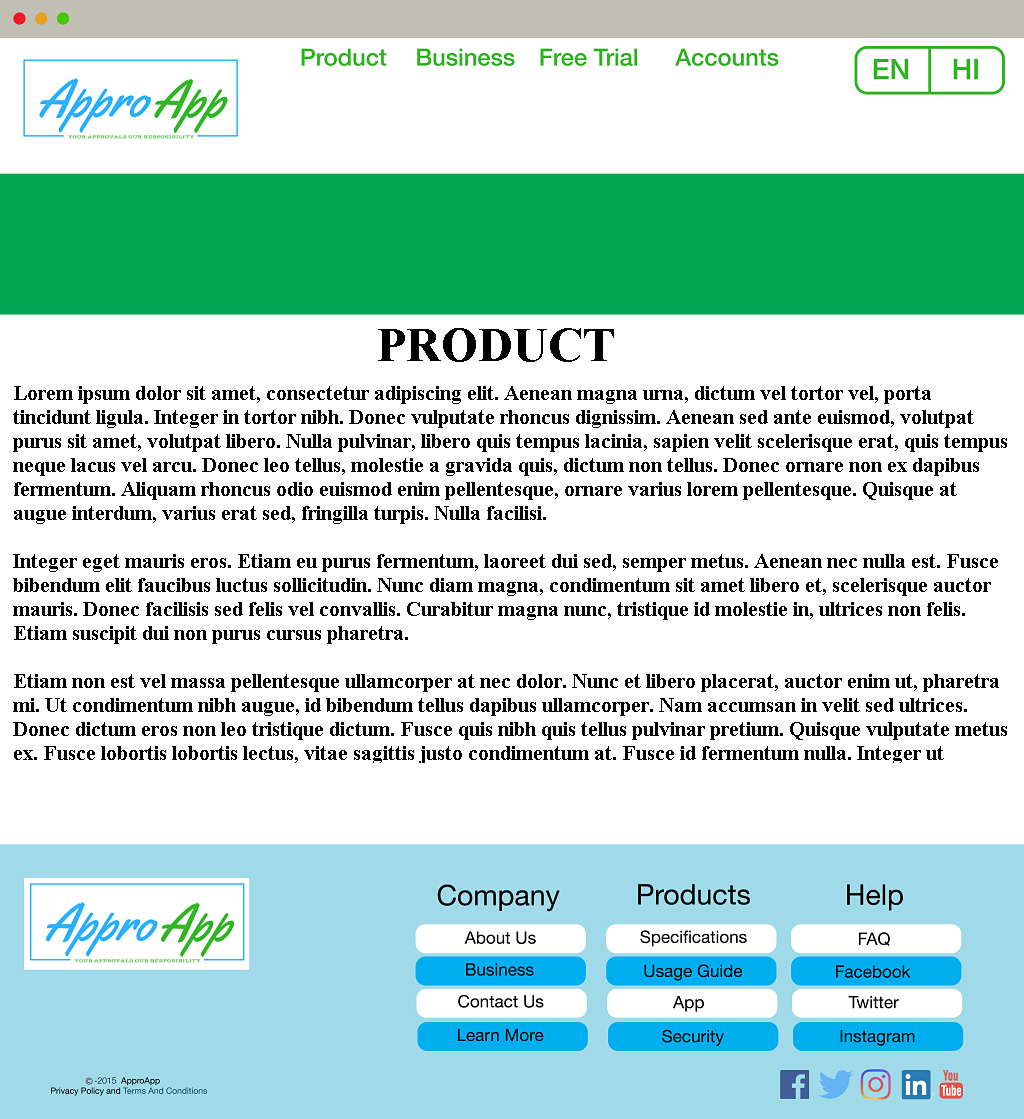 Product Business Free Trial Accounts
EN HI
Appro App
YOUR APPROVALS OUR RESPOSIBILITY
PRODUCT
Lorem ipsum dolor sit amet, consectetur adipiscing elit. Aenean magna urna, dictum vel tortor vel, porta
tincidunt ligula. Integer in tortor nibh. Donec vulputate rhoncus dignissim. Aenean sed ante euismod, volutpat
purus sit amet, volutpat libero. Nulla pulvinar, libero quis tempus lacinia, sapien velit scelerisque erat, quis tempus
neque lacus vel arcu. Donec leo tellus, molestie a gravida quis, dictum non tellus. Donec ornare non ex dapibus
fermentum. Aliquam rhoncus odio euismod enim pellentesque, ornare varius lorem pellentesque. Quisque at
augue interdum, varius erat sed, fringilla turpis. Nulla facilisi.
Integer eget mauris eros. Etiam eu purus fermentum, laoreet dui sed, semper metus. Aenean nec nulla est. Fusce
bibendum elit faucibus luctus sollicitudin. Nunc diam magna, condimentum sit amet libero et, scelerisque auctor
mauris. Donec facilisis sed felis vel convallis. Curabitur magna nunc, tristique id molestie in, ultrices non felis.
Etiam suscipit dui non purus cursus pharetra.
Etiam non est vel massa pellentesque ullamcorper at nec dolor. Nunc et libero placerat, auctor enim ut, pharetra
mi. Ut condimentum nibh augue, id bibendum tellus dapibus ullamcorper. Nam accumsan in velit sed ultrices.
Donec dictum eros non leo tristique dictum. Fusce quis nibh quis tellus pulvinar pretium. Quisque vulputate metus
ex. Fusce lobortis lobortis lectus, vitae sagittis justo condimentum at. Fusce id fermentum nulla. Integer ut
Appro App
YOUR APPROVALS OUR RESPOSIBILITY
Company
About Us
Business
Contact Us
Learn More
Products
Specifications
Usage Guide
App
Security
Help
FAQ
Facebook
Twitter
Instagram
© -2015 ApproApp
Privacy Policy and Terms And Conditions
f
in
You
Tube